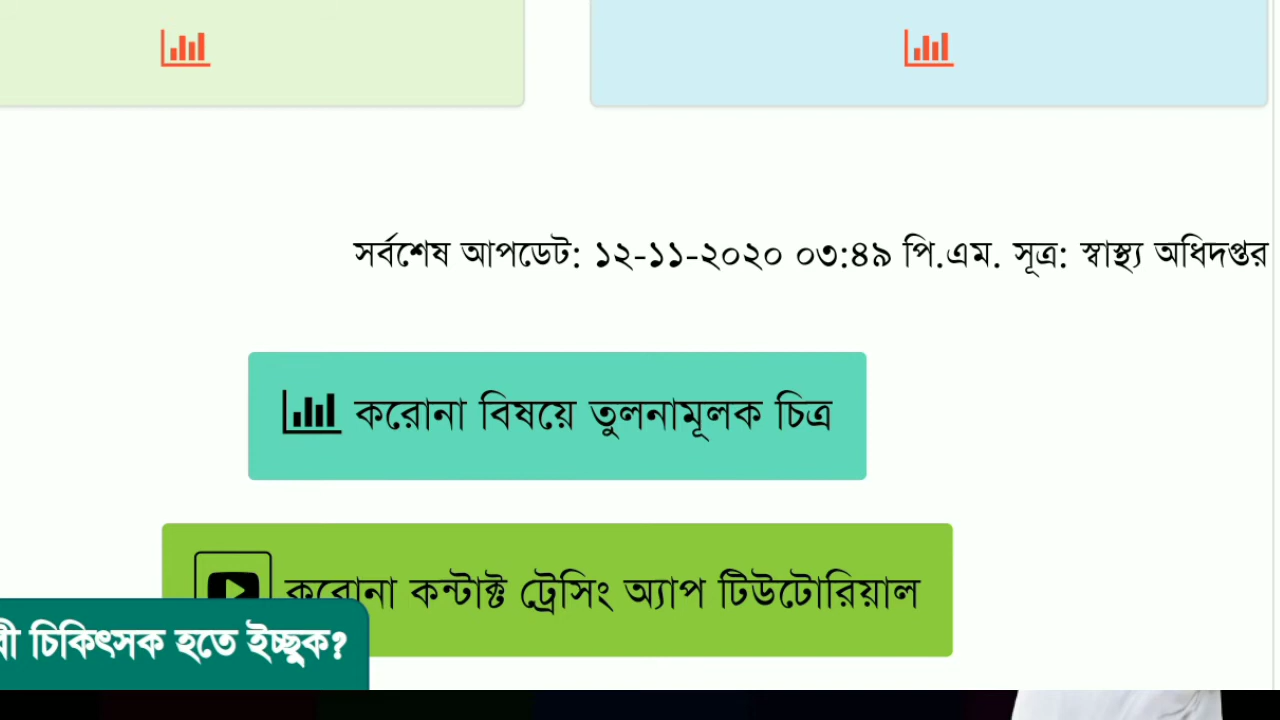 সর্বশেষ আপডেট: ১২-১১-২০২০ ০৩:৪৯ পি.এম. সূত্র: স্বাস্থ্য অধিদপ্তর
করোনা বিষয়ে তুলনামূলক চিত্র
করোনা কন্টাক্ট ট্রেসিং অ্যাপ টিউটোরিয়াল
চিকিৎসক হতে ইচ্ছুক?